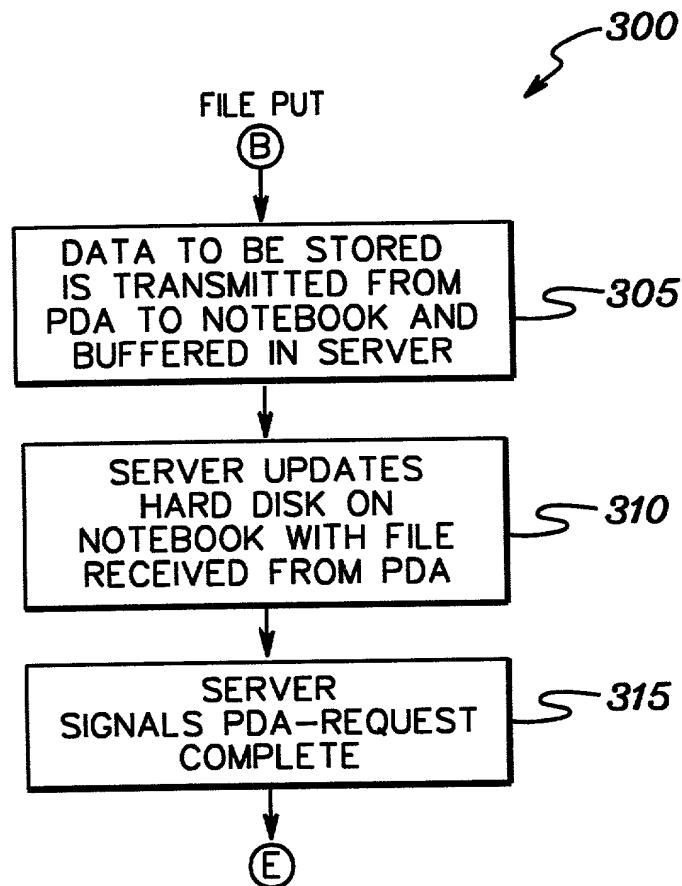 300
FILE PUT
B
DATA TO BE STORED
IS TRANSMITTED FROM
PDA TO NOTEBOOK AND
BUFFERED IN SERVER
305
SERVER UPDATES
HARD DISK ON
NOTEBOOK WITH FILE
RECEIVED FROM PDA
310
SERVER
SIGNALS PDA-REQUEST
COMPLETE
315
E